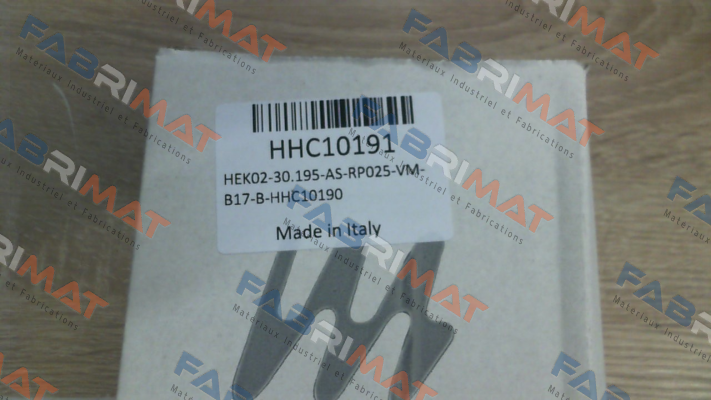 HHC10191
HEK02-30.195-AS-RP025-VM-
B17-B-HHC10190
Made in Italy
FABRIMAT
Materiaux Industriel et Fabrications